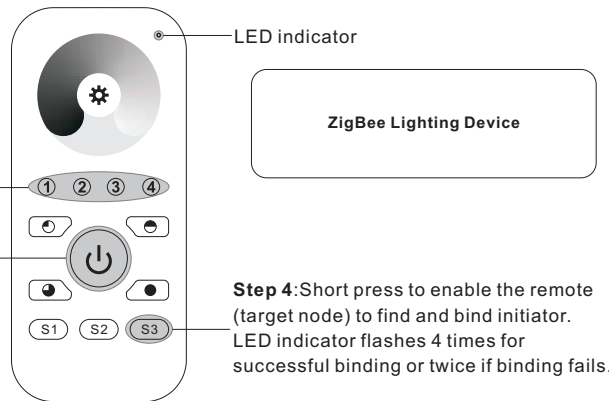 LED indicator
ZigBee Lighting Device
1 2 3 4
Step 4:Short press to enable the remote
(target node) to find and bind initiator.
LED indicator flashes 4 times for
successful binding or twice if binding fails.
S1 S2 S3